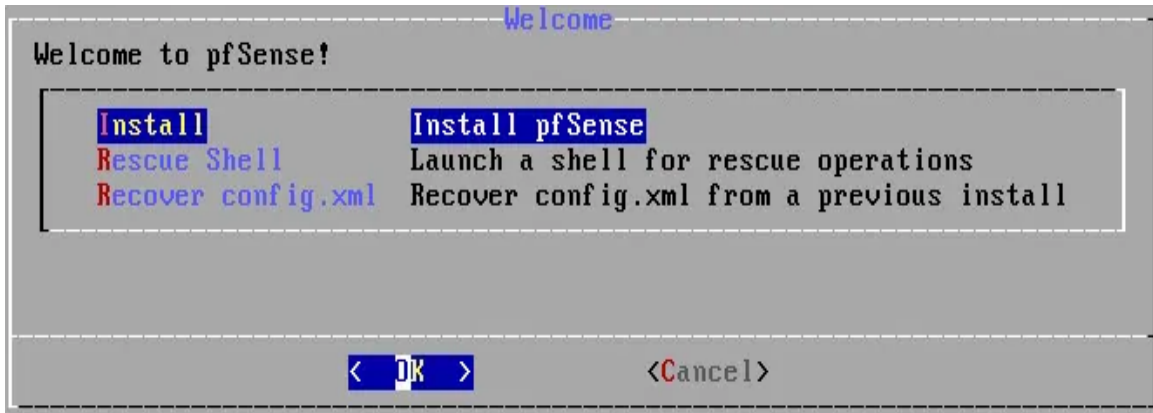 Welcome
Welcome to pfSense!
Install Install pfSense
Rescue Shell Launch a shell for rescue operations
Recover config.xml Recover config.xml from a previous install
< OK > <Cancel>